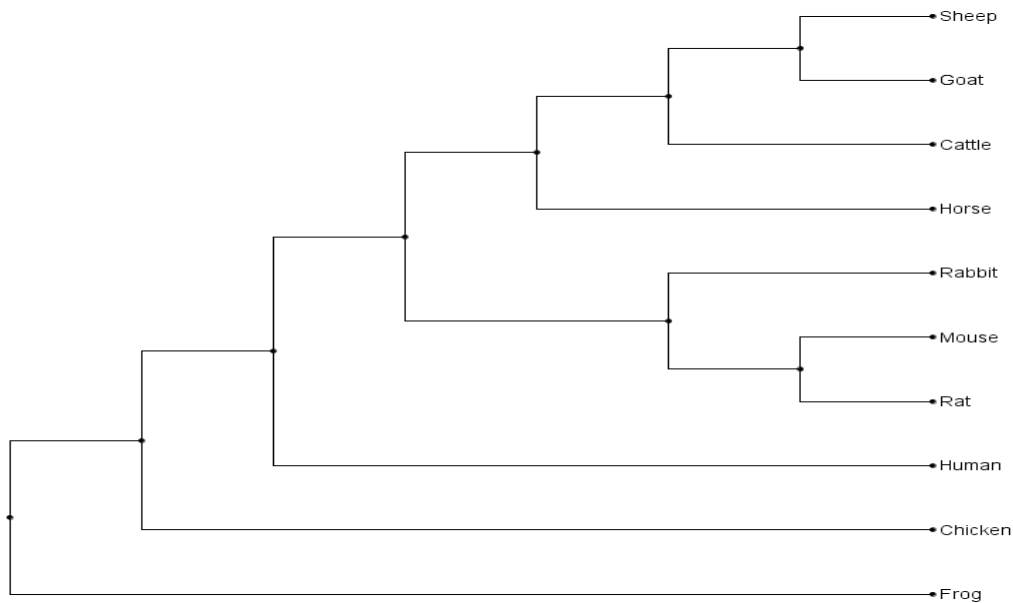 Sheep
Goat
Cattle
Horse
Rabbit
Mouse
Rat
Human
Chicken
Frog